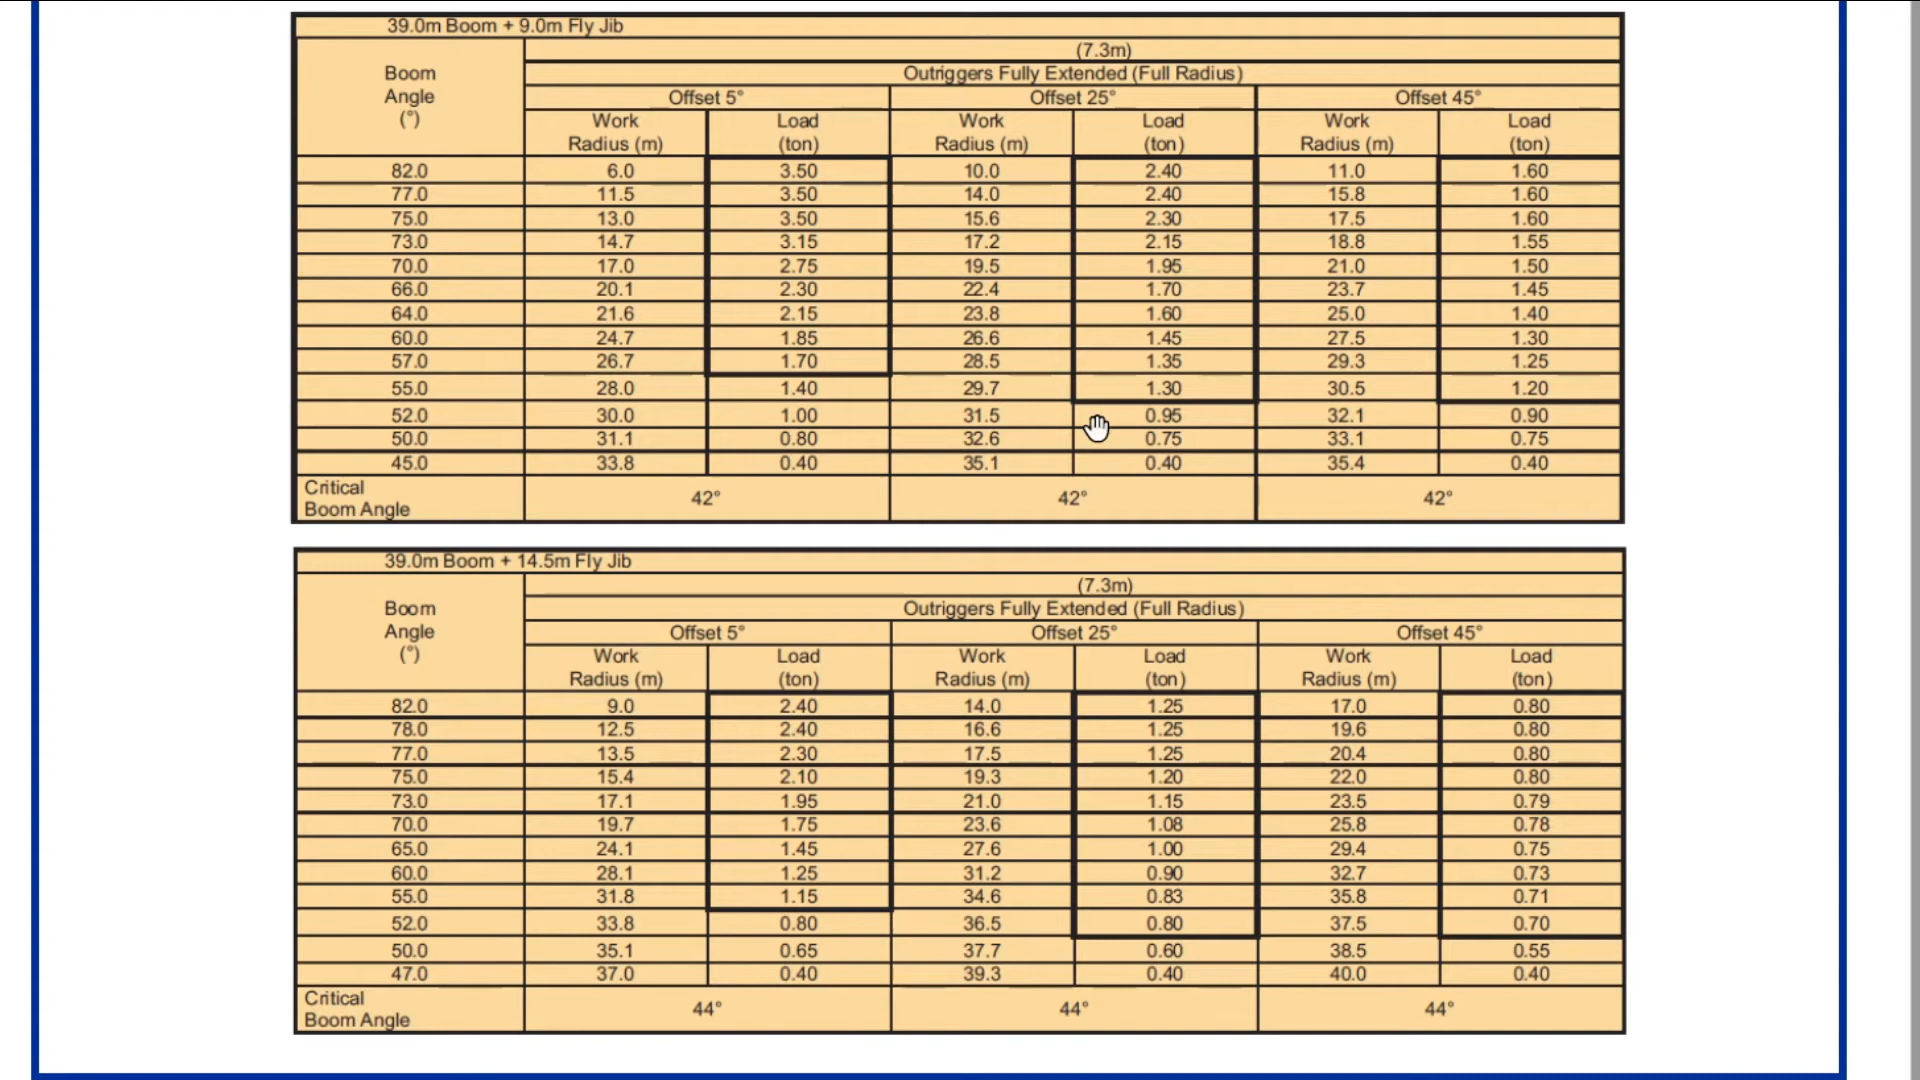 39.0m Boom + 9.0m Fly Jib
(7.3m)
Boom Angle (°)
Outriggers Fully Extended (Full Radius)
Offset 5° Offset 25° Offset 45°
Work Radius (m) Load (ton) Work Radius (m) Load (ton) Work Radius (m) Load (ton)
82.0 6.0 3.50 10.0 2.40 11.0 1.60
77.0 11.5 3.50 14.0 2.40 15.8 1.60
75.0 13.0 3.50 15.6 2.30 17.5 1.60
73.0 14.7 3.15 17.2 2.15 18.8 1.55
70.0 17.0 2.75 19.5 1.95 21.0 1.50
66.0 20.1 2.30 22.4 1.70 23.7 1.45
64.0 21.6 2.15 23.8 1.60 25.0 1.40
60.0 24.7 1.85 26.6 1.45 27.5 1.30
57.0 26.7 1.70 28.5 1.35 29.3 1.25
55.0 28.0 1.40 29.7 1.30 30.5 1.20
52.0 30.0 1.00 31.5 0.95 32.1 0.90
50.0 31.1 0.80 32.6 0.75 33.1 0.75
45.0 33.8 0.40 35.1 0.40 35.4 0.40
Critical Boom Angle 42° 42° 42°
39.0m Boom + 14.5m Fly Jib
(7.3m)
Boom Angle (°)
Outriggers Fully Extended (Full Radius)
Offset 5° Offset 25° Offset 45°
Work Radius (m) Load (ton) Work Radius (m) Load (ton) Work Radius (m) Load (ton)
82.0 9.0 2.40 14.0 1.25 17.0 0.80
78.0 12.5 2.40 16.6 1.25 19.6 0.80
77.0 13.5 2.30 17.5 1.25 20.4 0.80
75.0 15.4 2.10 19.3 1.20 22.0 0.80
73.0 17.1 1.95 21.0 1.15 23.5 0.79
70.0 19.7 1.75 23.6 1.08 25.8 0.78
65.0 24.1 1.45 27.6 1.00 29.4 0.75
60.0 28.1 1.25 31.2 0.90 32.7 0.73
55.0 31.8 1.15 34.6 0.83 35.8 0.71
52.0 33.8 0.80 36.5 0.80 37.5 0.70
50.0 35.1 0.65 37.7 0.60 38.5 0.55
47.0 37.0 0.40 39.3 0.40 40.0 0.40
Critical Boom Angle 44° 44° 44°